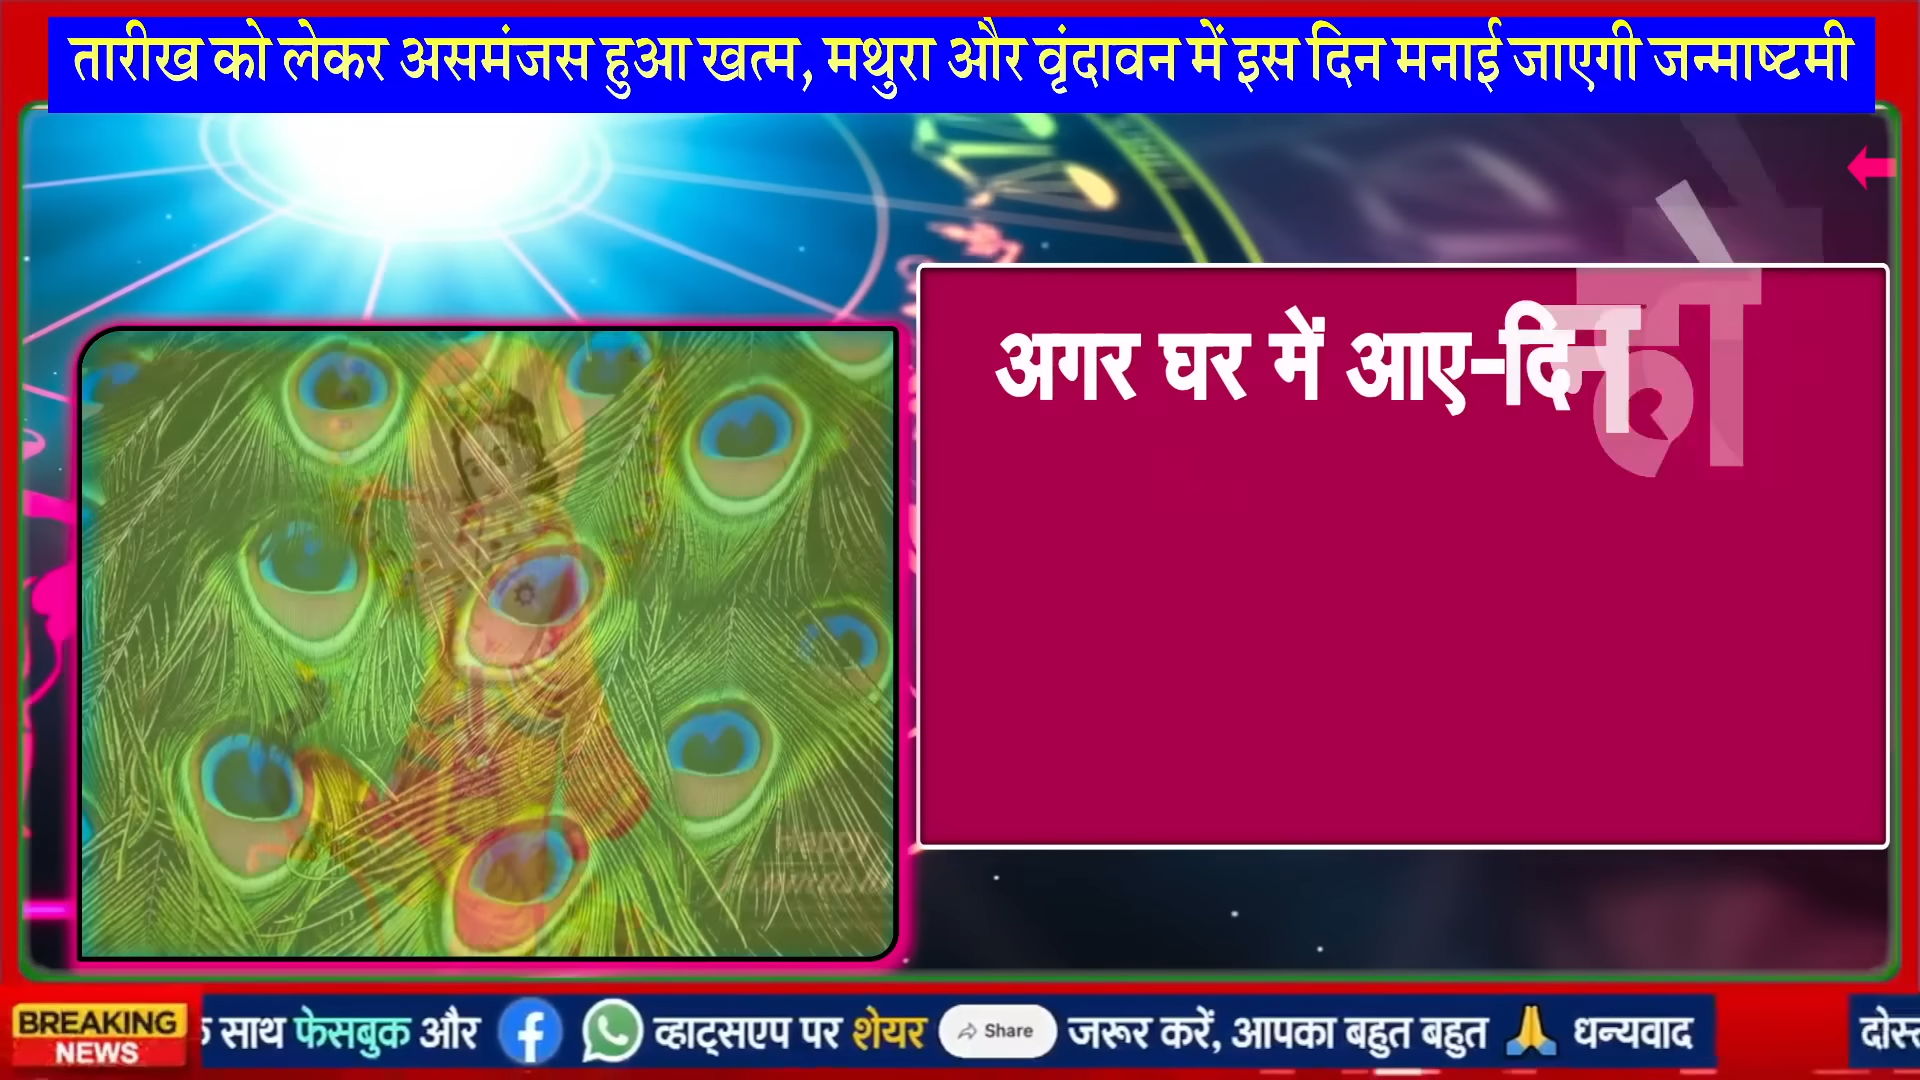 तारीख को लेकर असमंजस हुआ खत्म, मथुरा और वृंदावन में इस दिन मनाई जाएगी जन्माष्टमी
अगर घर में आए-दिन
BREAKING
NEWS
साथ फेसबुक और व्हाट्सएप पर शेयर Share जरूर करें, आपका बहुत बहुत धन्यवाद